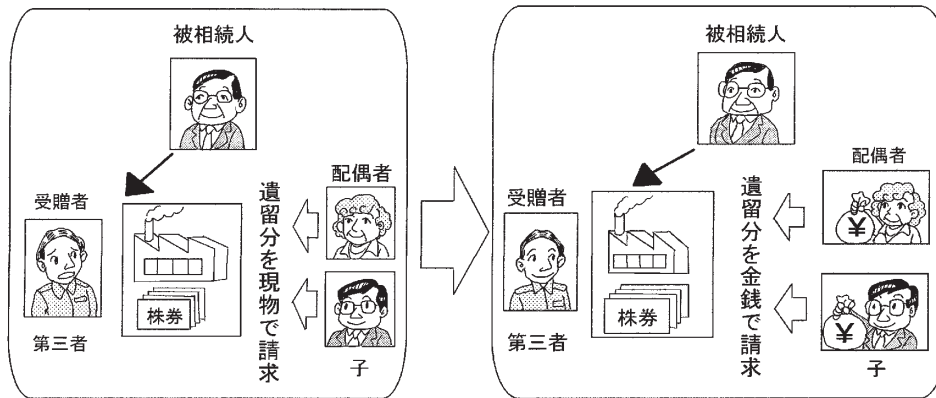 被相続人
受贈者
第三者
株券
遺留分を現物で請求
配偶者
子
被相続人
受贈者
第三者
株券
遺留分を金銭で請求
配偶者
¥
¥
子